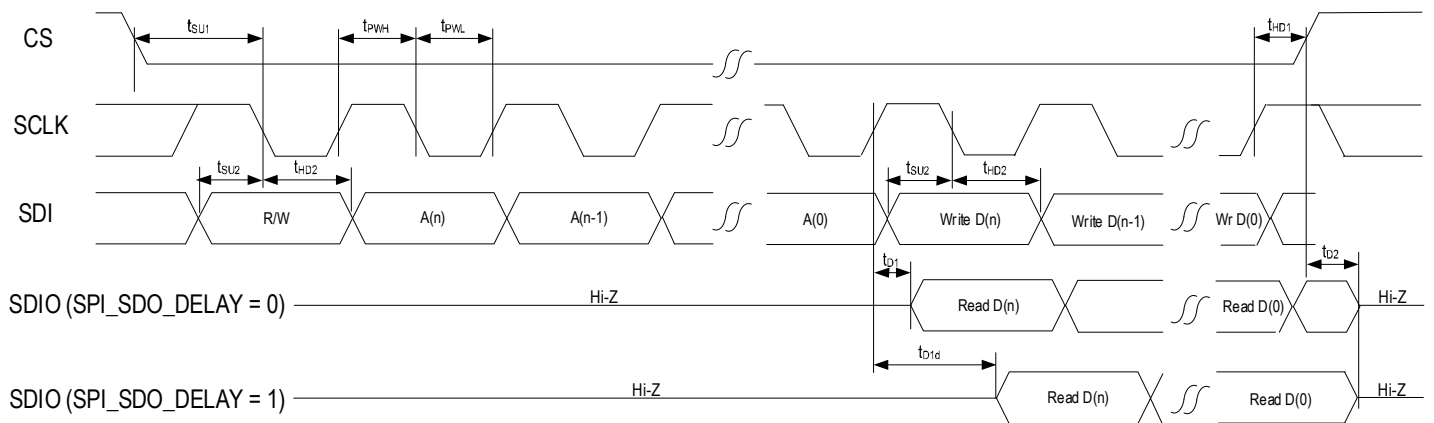 CS
tSU1
tPWH
tPWL
tHD1
SCLK
tSU2
tHD2
tSU2
tHD2
SDI
R/W
A(n)
A(n-1)
A(0)
Write D(n)
Write D(n-1)
Wr D(0)
tD1
tD2
SDIO (SPI_SDO_DELAY = 0)
Hi-Z
Read D(n)
Read D(0)
Hi-Z
tD1d
SDIO (SPI_SDO_DELAY = 1)
Hi-Z
Read D(n)
Read D(0)
Hi-Z